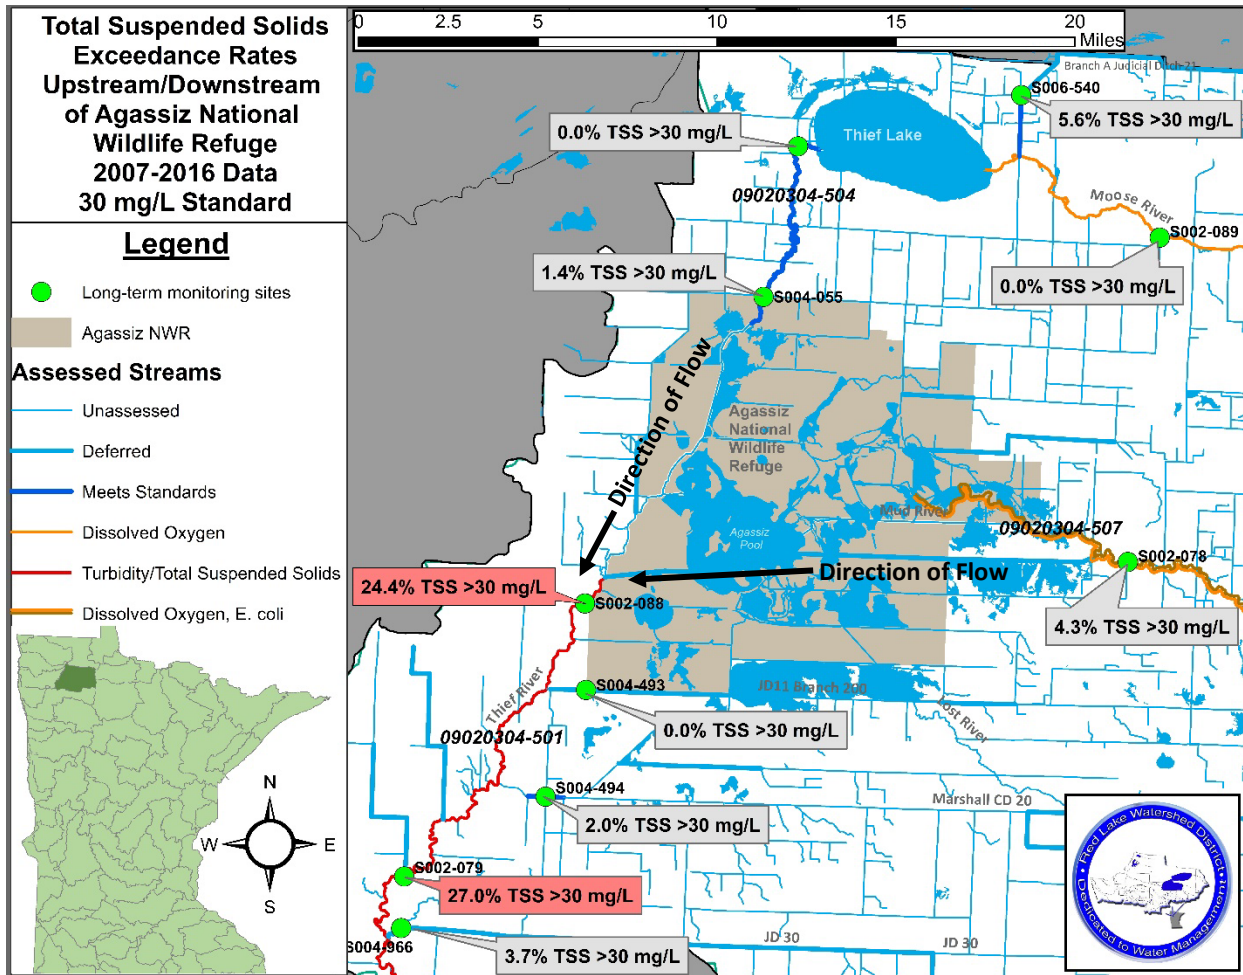 Total Suspended Solids
Exceedance Rates
Upstream/Downstream
of Agassiz National
Wildlife Refuge
2007-2016 Data
30 mg/L Standard
Legend
Long-term monitoring sites
Agassiz NWR
Assessed Streams
Unassessed
Deferred
Meets Standards
Dissolved Oxygen
Turbidity/Total Suspended Solids
Dissolved Oxygen, E. coli
N
W
E
S
0 2.5 5 10 15 20
Miles
Branch A Judicial Ditch 21
S006-540
5.6% TSS >30 mg/L
0.0% TSS >30 mg/L
Thief Lake
09020304-504
Moose River
S002-089
0.0% TSS >30 mg/L
1.4% TSS >30 mg/L
S004-055
Direction of Flow
Agassiz
National
Wildlife
Refuge
Mud River
09020304-507
Agassiz
Pool
S002-078
Direction of Flow
24.4% TSS >30 mg/L
S002-088
4.3% TSS >30 mg/L
S004-493
JD11 Branch 200
Thief River
Lost River
0.0% TSS >30 mg/L
09020304-501
S004-494
Marshall CD 20
2.0% TSS >30 mg/L
S002-079
27.0% TSS >30 mg/L
S004-966
3.7% TSS >30 mg/L
JD 30
JD 30
Red Lake Watershed District
Dedicated to Water Management